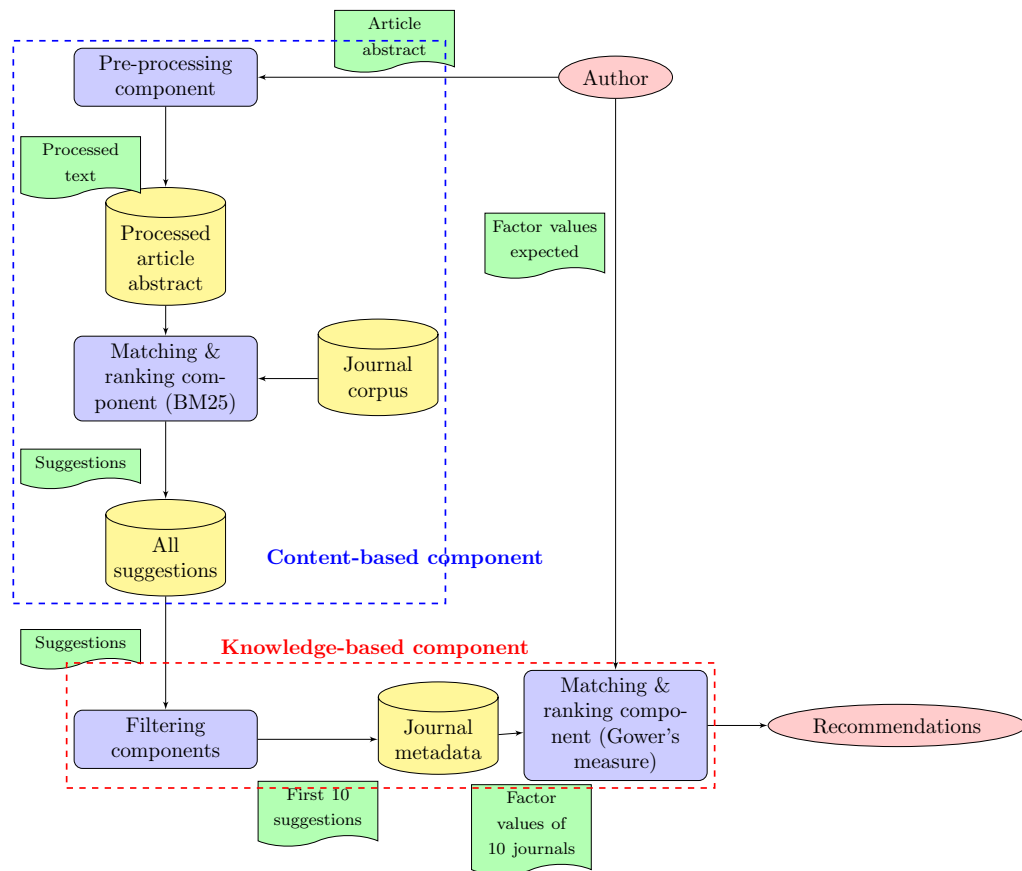 Article
abstract
Pre-processing
component
Author
Processed
text
Processed
article
abstract
Factor values
expected
Matching &
ranking com-
ponent (BM25)
Journal
corpus
Suggestions
All
suggestions
Content-based component
Suggestions
Knowledge-based component
Filtering
components
Journal
metadata
Matching &
ranking compo-
nent (Gower's
measure)
Recommendations
First 10
suggestions
Factor
values of
10 journals